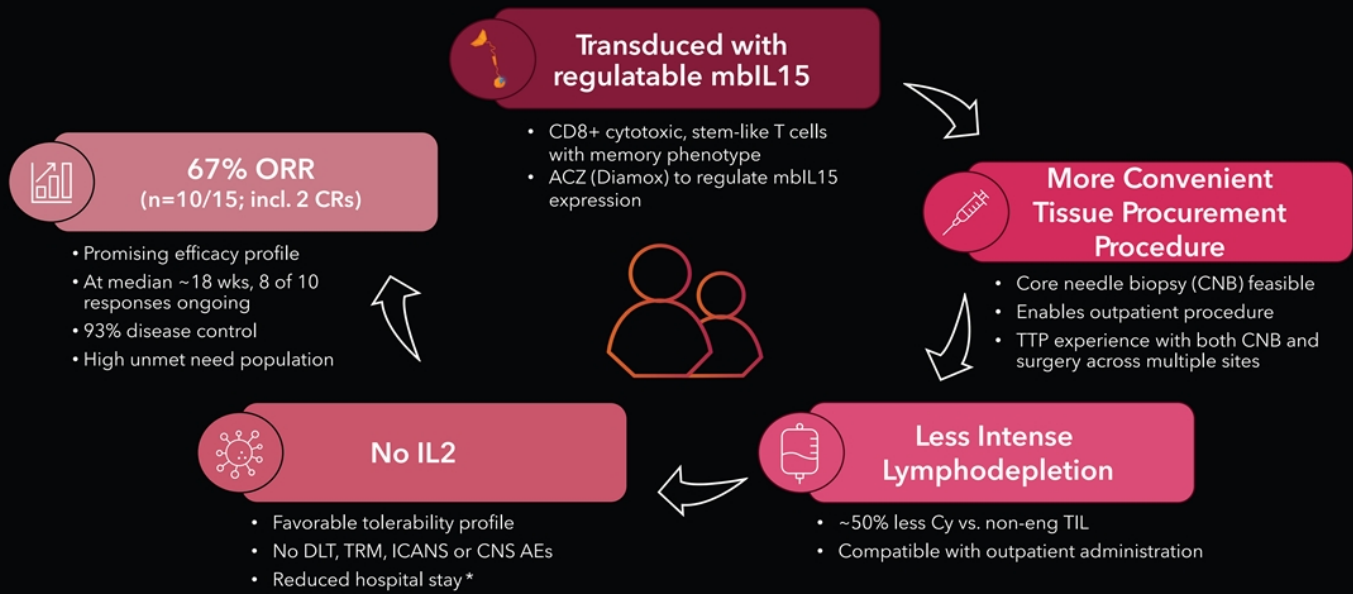 Transduced with
regulatable mbIL15
• CD8+ cytotoxic, stem-like T cells
with memory phenotype
• ACZ (Diamox) to regulate mbIL15
expression
More Convenient
Tissue Procurement
Procedure
• Core needle biopsy (CNB) feasible
• Enables outpatient procedure
• TTP experience with both CNB and
surgery across multiple sites
Less Intense
Lymphodepletion
• ~50% less Cy vs. non-eng TIL
• Compatible with outpatient administration
No IL2
• Favorable tolerability profile
• No DLT, TRM, ICANS or CNS AEs
• Reduced hospital stay*
67% ORR
(n=10/15; incl. 2 CRs)
• Promising efficacy profile
• At median ~18 wks, 8 of 10
responses ongoing
• 93% disease control
• High unmet need population